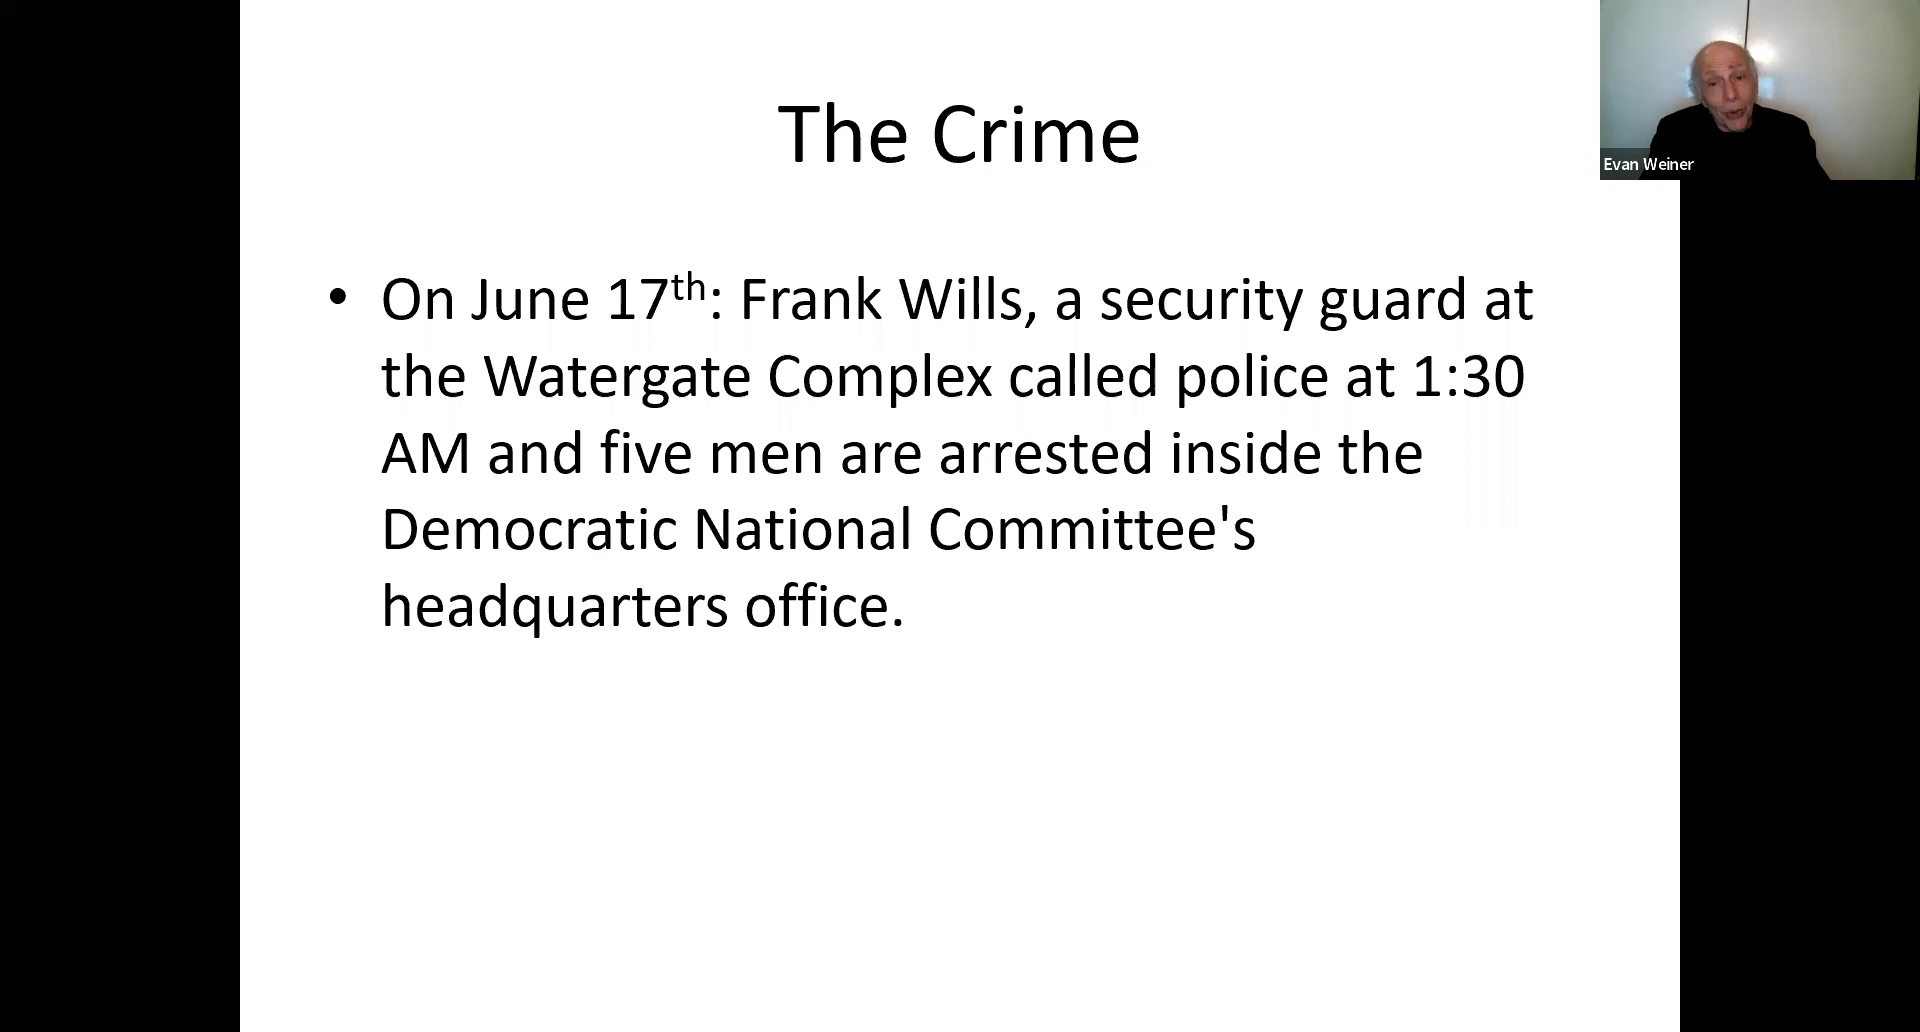 The Crime
Evan Weiner
• On June 17th: Frank Wills, a security guard at
the Watergate Complex called police at 1:30
AM and five men are arrested inside the
Democratic National Committee's
headquarters office.